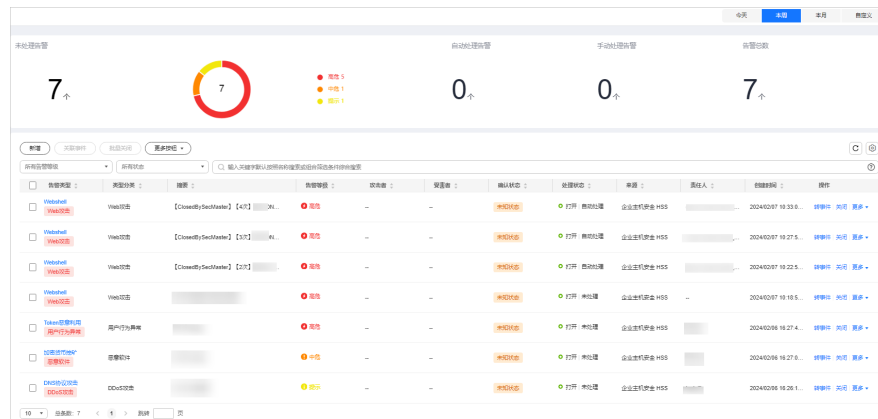 今天 本周 本月 自定义
未处理告警 自动处理告警 手动处理告警 告警总数
7个 7 高危 5 中危 1 提示 1 0个 0个 7个
新增 关联事件 批量关闭 更多按钮
所有告警等级 所有状态 输入关键字默认按照名称搜索或组合筛选条件综合搜索
告警类型 类型分类 摘要 告警等级 攻击者 受害者 确认状态 处理状态 来源 责任人 创建时间 操作
Webshell
Web攻击 Web攻击 【ClosedBySecMaster】【4次】 高危 -- -- 未知状态 打开 自动处理 企业主机安全 HSS 2024/02/07 10:33:0... 转事件 关闭 更多
Webshell
Web攻击 Web攻击 【ClosedBySecMaster】【3次】 高危 -- -- 未知状态 打开 自动处理 企业主机安全 HSS 2024/02/07 10:27:5... 转事件 关闭 更多
Webshell
Web攻击 Web攻击 【ClosedBySecMaster】【2次】 高危 -- -- 未知状态 打开 自动处理 企业主机安全 HSS 2024/02/07 10:22:5... 转事件 关闭 更多
Webshell
Web攻击 Web攻击 高危 -- -- 未知状态 打开 未处理 企业主机安全 HSS -- 2024/02/07 10:18:5... 转事件 关闭 更多
Token恶意利用
用户行为异常 用户行为异常 高危 -- -- 未知状态 打开 未处理 企业主机安全 HSS 2024/02/06 16:27:4... 转事件 关闭 更多
加密货币挖矿
恶意软件 恶意软件 中危 -- -- 未知状态 打开 未处理 企业主机安全 HSS 2024/02/06 16:27:0... 转事件 关闭 更多
DNS协议攻击
DDoS攻击 DDoS攻击 提示 -- -- 未知状态 打开 未处理 企业主机安全 HSS 2024/02/06 16:26:1... 转事件 关闭 更多
10 总条数: 7 < 1 > 跳转 页